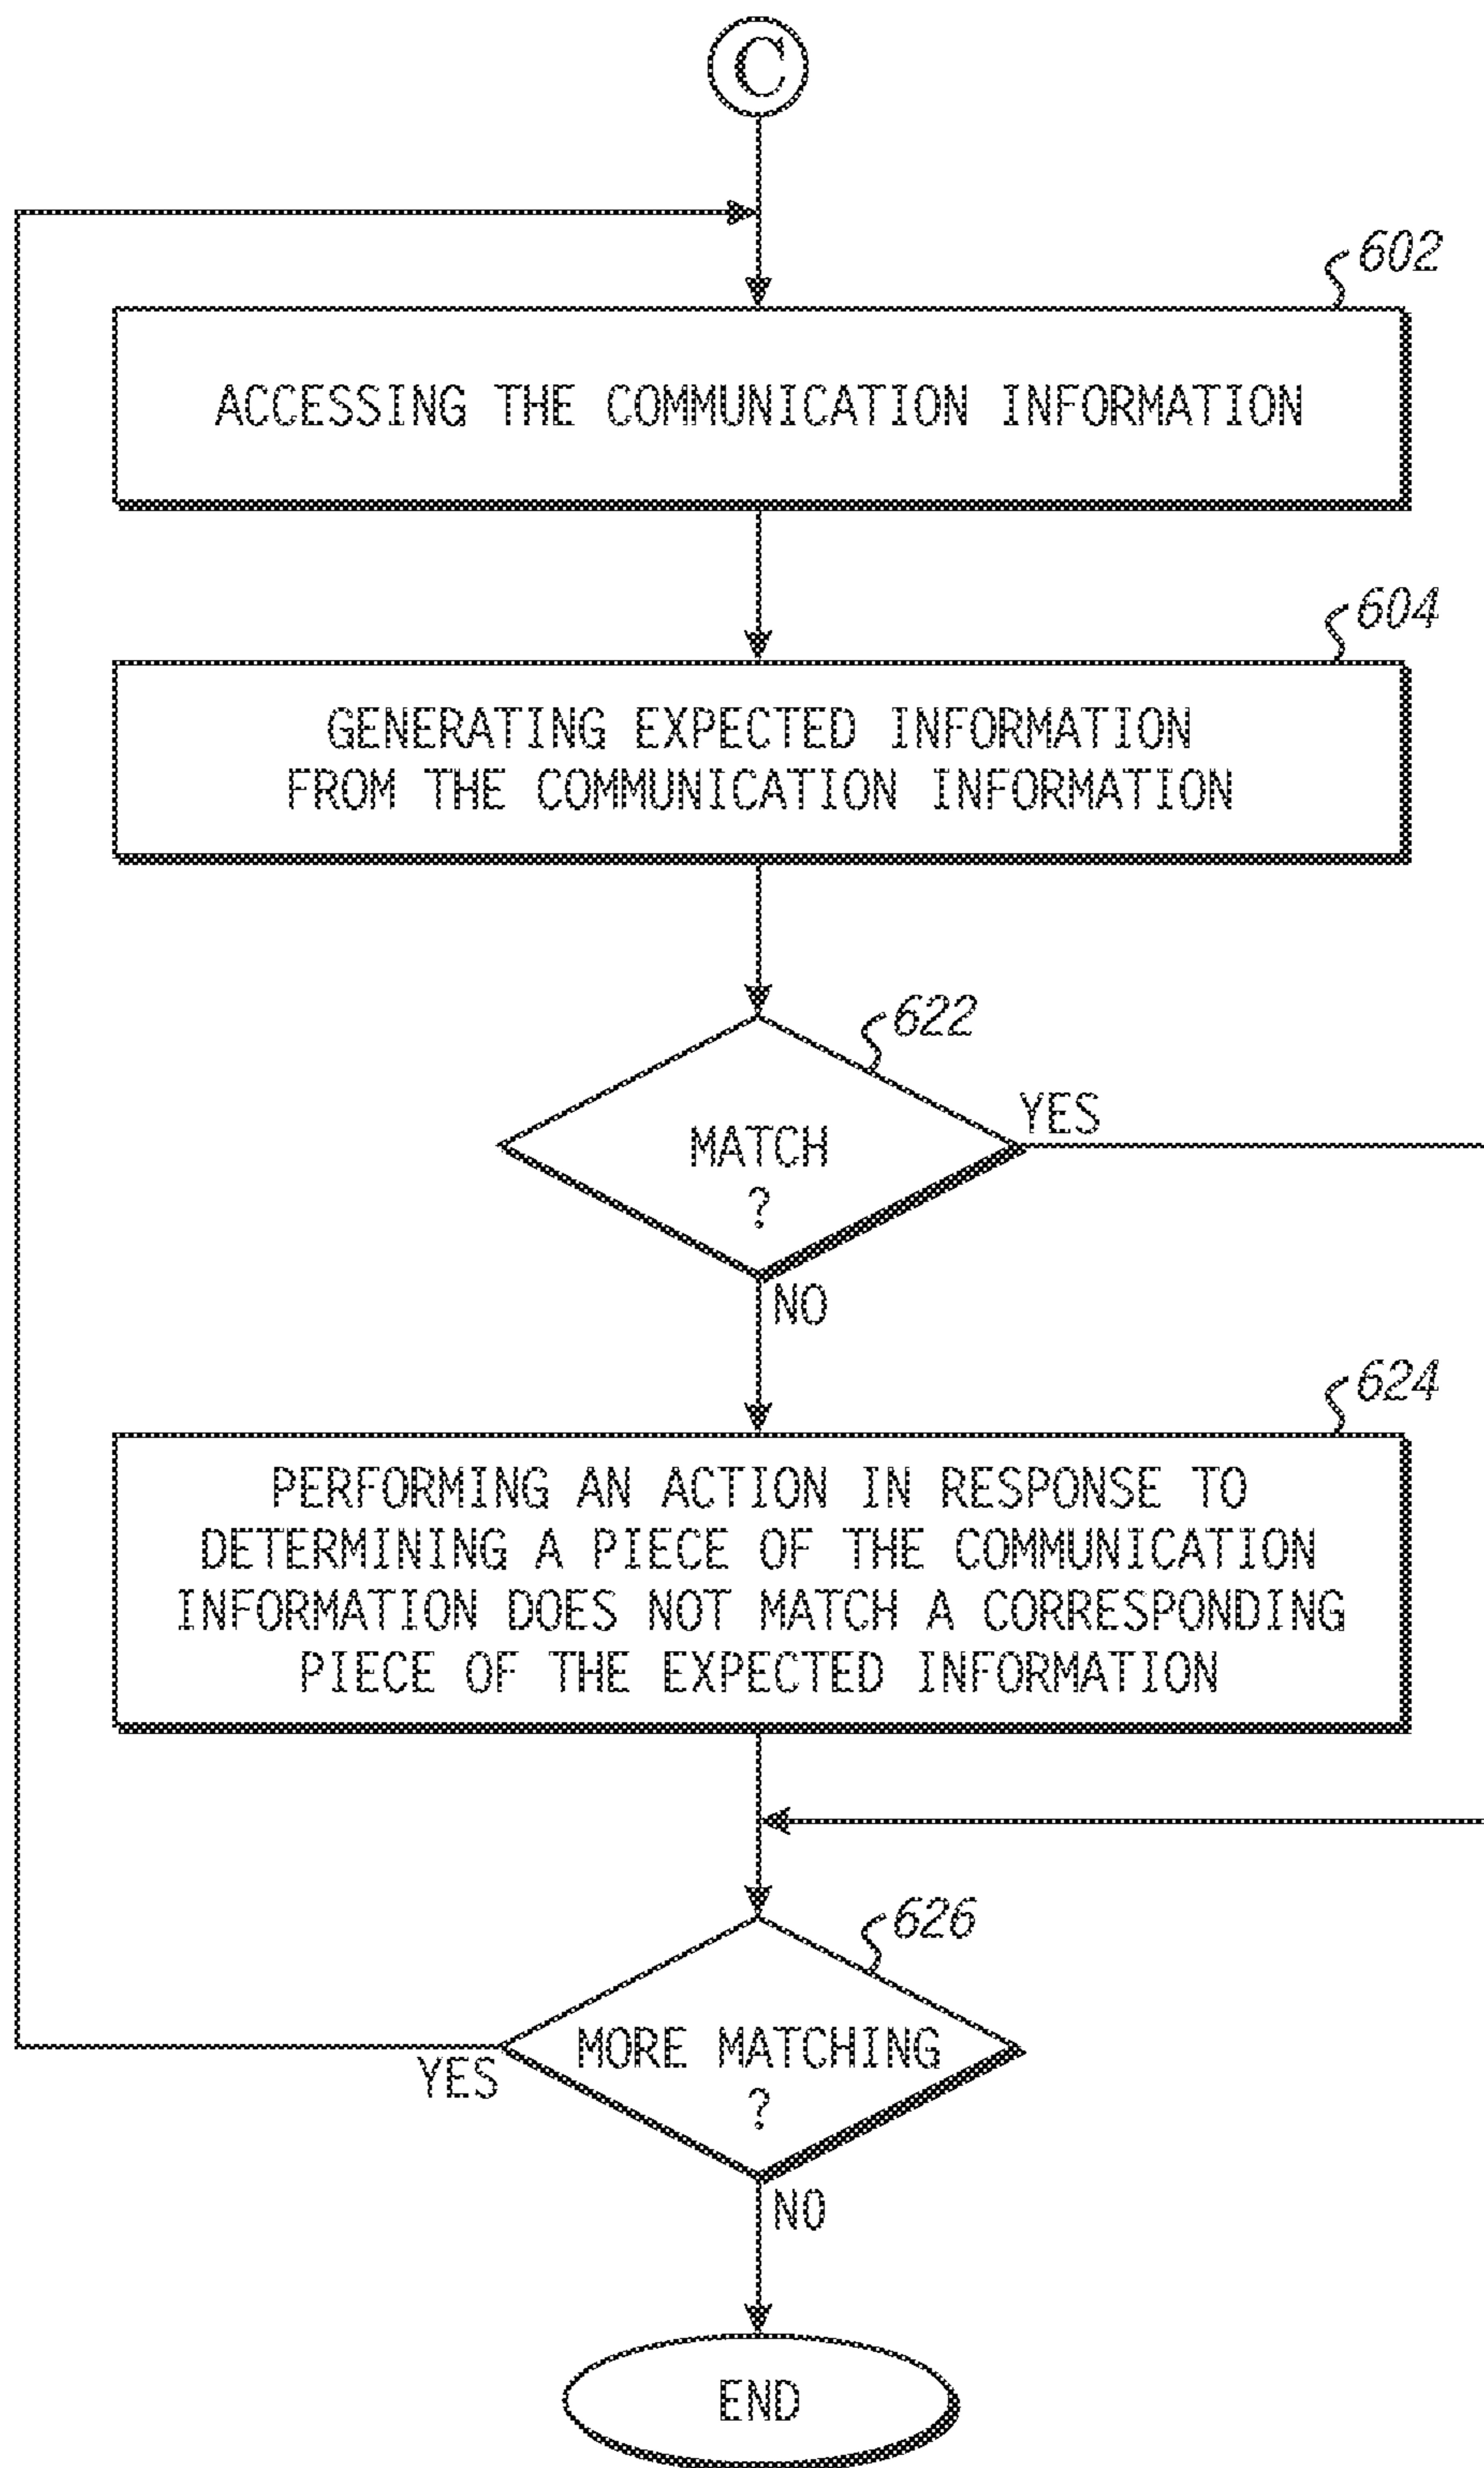 C
602
ACCESSING THE COMMUNICATION INFORMATION
604
GENERATING EXPECTED INFORMATION
FROM THE COMMUNICATION INFORMATION
622
YES
MATCH
?
NO
624
PERFORMING AN ACTION IN RESPONSE TO
DETERMINING A PIECE OF THE COMMUNICATION
INFORMATION DOES NOT MATCH A CORRESPONDING
PIECE OF THE EXPECTED INFORMATION
626
MORE MATCHING
?
YES
NO
END